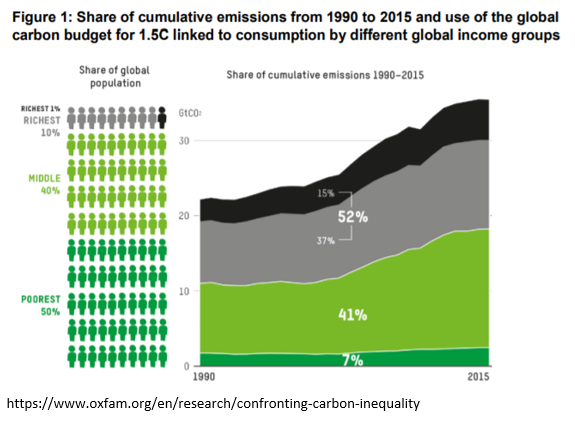 Figure 1: Share of cumulative emissions from 1990 to 2015 and use of the global
carbon budget for 1.5C linked to consumption by different global income groups
Share of global
population
Share of cumulative emissions 1990–2015
RICHEST 1%
RICHEST
10%
MIDDLE
40%
POOREST
50%
GtCO2
30
20
10
0
15%
52%
37%
41%
7%
1990
2015
https://www.oxfam.org/en/research/confronting-carbon-inequality